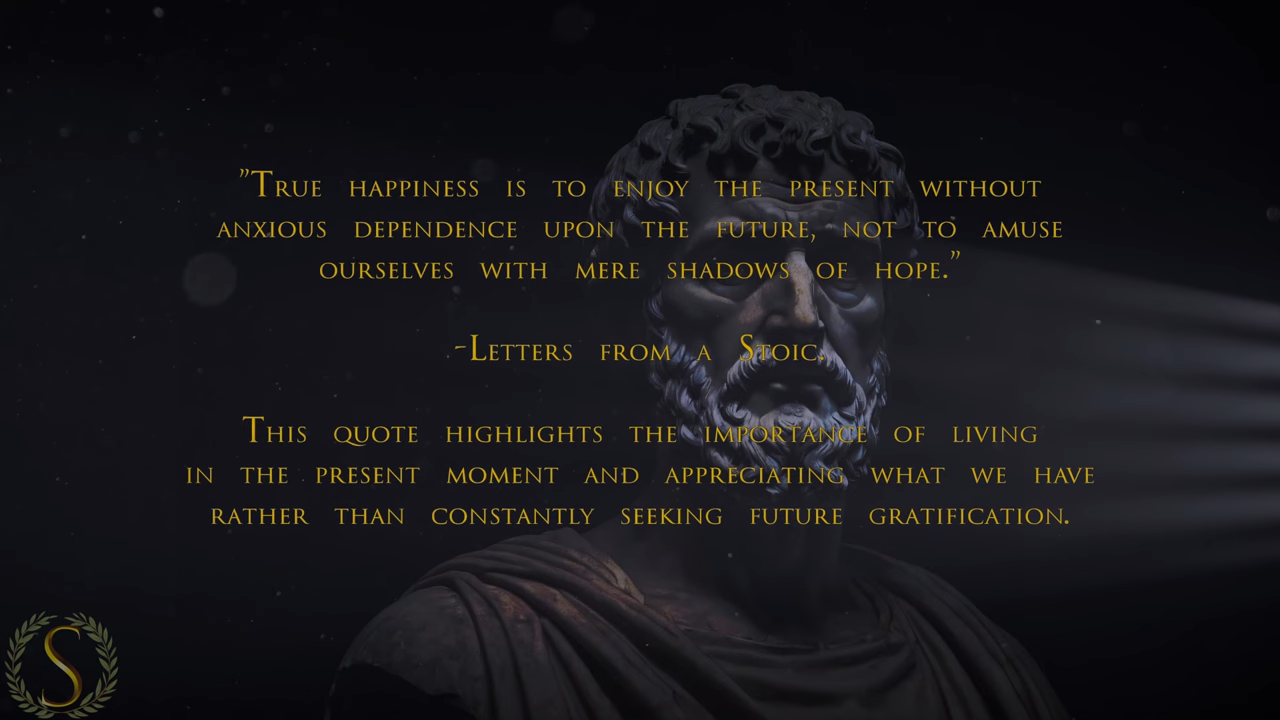 "True happiness is to enjoy the present without
anxious dependence upon the future, not to amuse
ourselves with mere shadows of hope."
-Letters from a Stoic.
This quote highlights the importance of living
in the present moment and appreciating what we have
rather than constantly seeking future gratification.
S